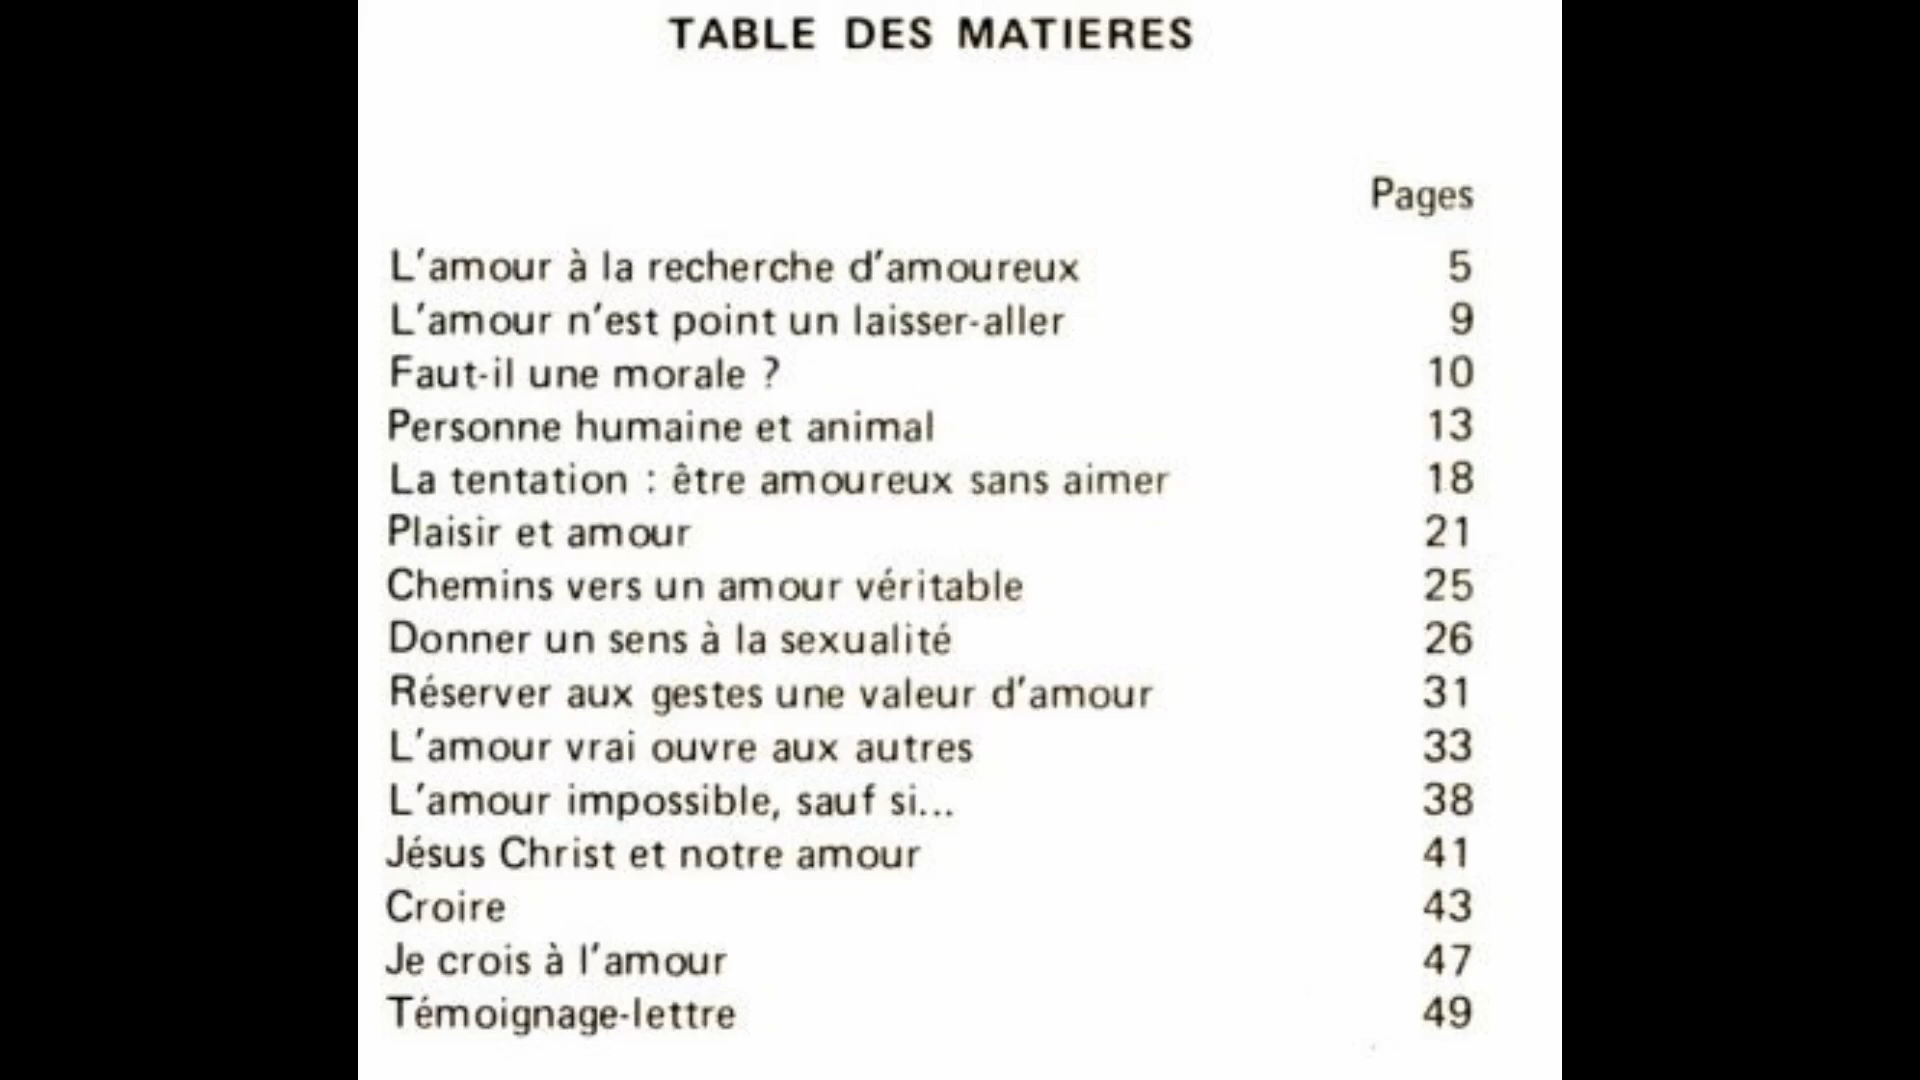 TABLE DES MATIERES
Pages
L'amour à la recherche d'amoureux 5
L'amour n'est point un laisser-aller 9
Faut-il une morale ? 10
Personne humaine et animal 13
La tentation : être amoureux sans aimer 18
Plaisir et amour 21
Chemins vers un amour véritable 25
Donner un sens à la sexualité 26
Réserver aux gestes une valeur d'amour 31
L'amour vrai ouvre aux autres 33
L'amour impossible, sauf si... 38
Jésus Christ et notre amour 41
Croire 43
Je crois à l'amour 47
Témoignage-lettre 49